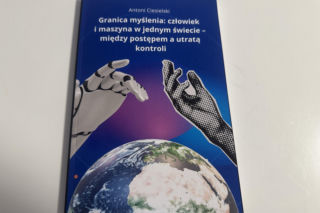 Antoni Ciesielski
Granica myślenia: człowiek
i maszyna w jednym świecie –
między postępem a utratą
kontroli